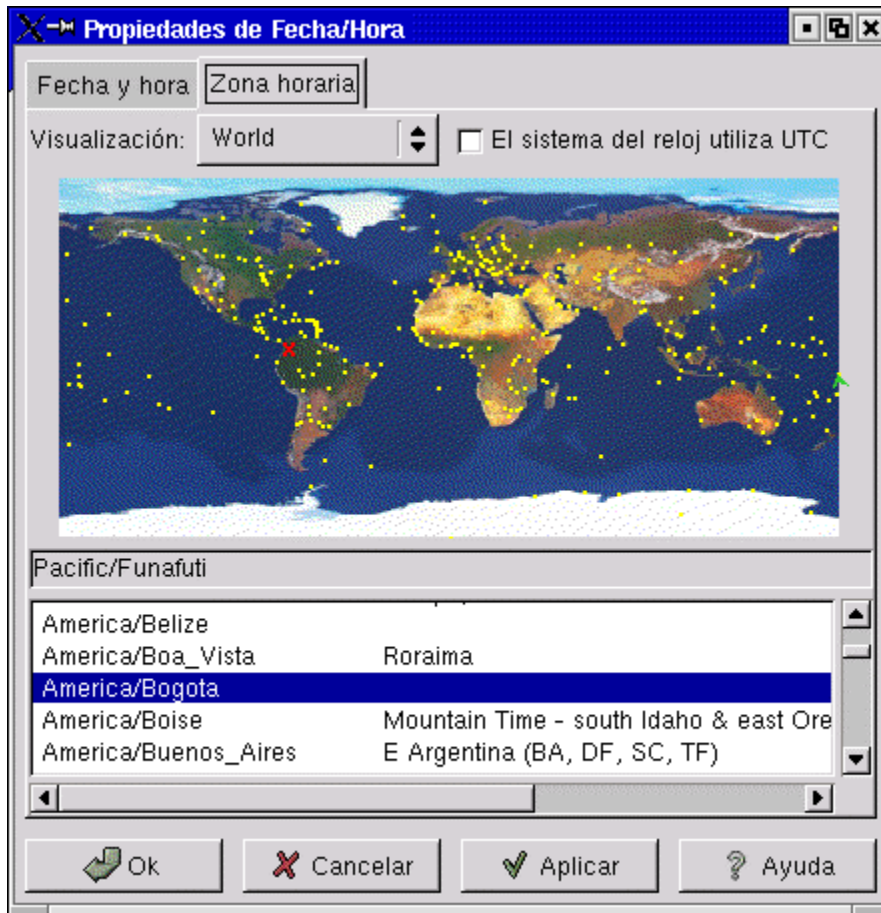 Propiedades de Fecha/Hora
Fecha y hora Zona horaria
Visualización: World El sistema del reloj utiliza UTC
Pacific/Funafuti
America/Belize
America/Boa_Vista Roraima
America/Bogota
America/Boise Mountain Time - south Idaho & east Ore
America/Buenos_Aires E Argentina (BA, DF, SC, TF)
Ok Cancelar Aplicar Ayuda